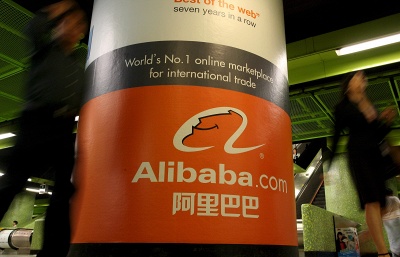 Best of the web®
seven years in a row
World's No.1 online marketplace
for international trade
Alibaba.com®
阿里巴巴